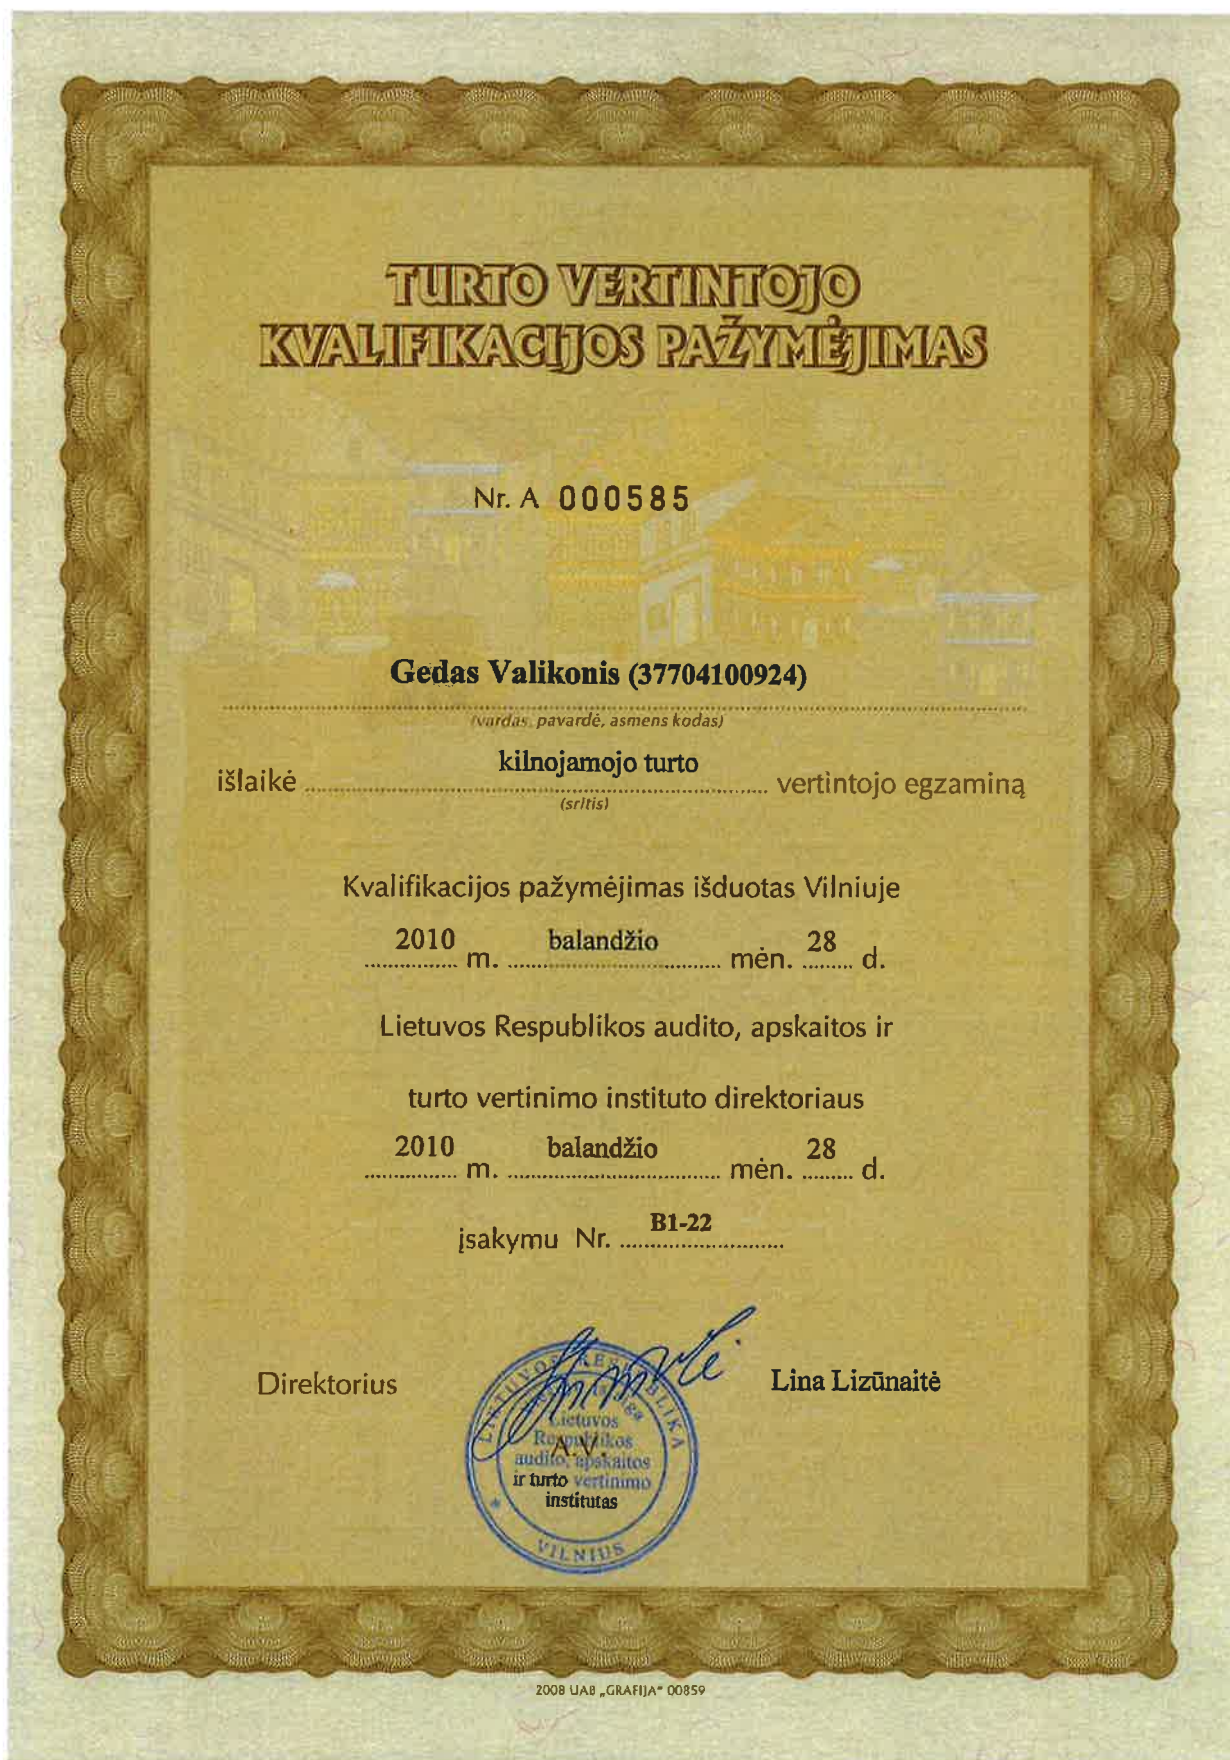 TURTO VERTINTOJO
KVALIFIKACIJOS PAŽYMĖJIMAS
Nr. A 000585
Gedas Valikonis (37704100924)
(vardas, pavardė, asmens kodas)
išlaikė kilnojamojo turto vertintojo egzaminą
(sritis)
Kvalifikacijos pažymėjimas išduotas Vilniuje
2010 m. balandžio mėn. 28 d.
Lietuvos Respublikos audito, apskaitos ir
turto vertinimo instituto direktoriaus
2010 m. balandžio mėn. 28 d.
įsakymu Nr. B1-22
Direktorius
Lina Lizūnaitė
LIETUVOS RESPUBLIKA
Lietuvos
Respublikos
A.V.
audito, apskaitos
ir turto vertinimo
institutas
VILNIUS
2008 UAB „GRAFIJA" 00859